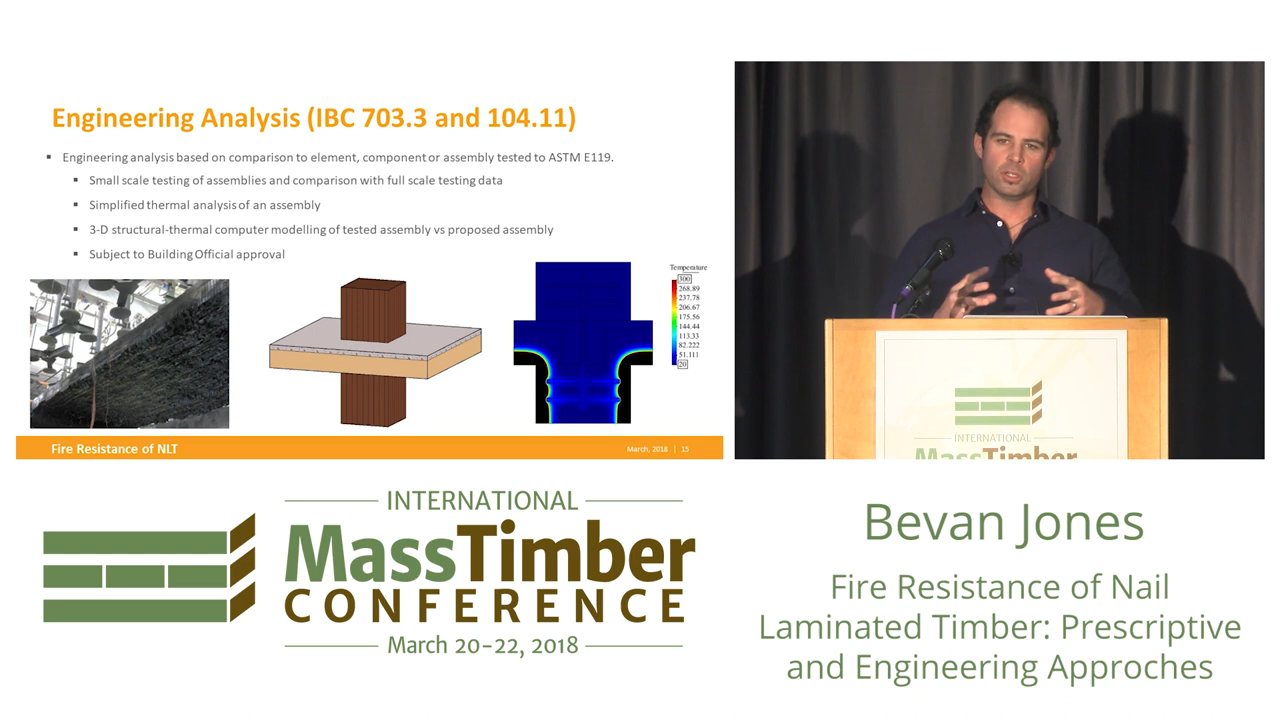 Engineering Analysis (IBC 703.3 and 104.11)
▪ Engineering analysis based on comparison to element, component or assembly tested to ASTM E119.
▪ Small scale testing of assemblies and comparison with full scale testing data
▪ Simplified thermal analysis of an assembly
▪ 3-D structural-thermal computer modelling of tested assembly vs proposed assembly
▪ Subject to Building Official approval
Temperature
300
268.89
237.78
206.67
175.56
144.44
113.33
82.222
51.111
20
Fire Resistance of NLT
March, 2018 | 15
INTERNATIONAL
MassTimber
INTERNATIONAL
MassTimber
CONFERENCE
March 20-22, 2018
Bevan Jones
Fire Resistance of Nail
Laminated Timber: Prescriptive
and Engineering Approches